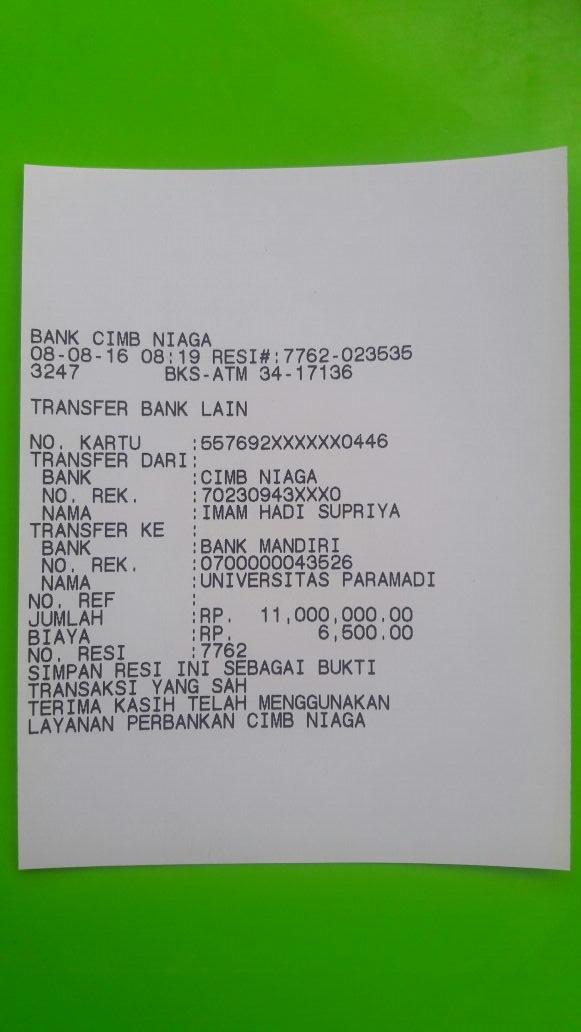 BANK CIMB NIAGA
08-08-16 08:19 RESI#:7762-023535
3247 BKS-ATM 34-17136
TRANSFER BANK LAIN
NO. KARTU :557692XXXXXX0446
TRANSFER DARI:
BANK :CIMB NIAGA
NO. REK. :70230943XXX0
NAMA :IMAM HADI SUPRIYA
TRANSFER KE :
BANK :BANK MANDIRI
NO. REK. :0700000043526
NAMA :UNIVERSITAS PARAMADI
NO. REF :
JUMLAH :RP. 11,000,000.00
BIAYA :RP. 6,500.00
NO. RESI :7762
SIMPAN RESI INI SEBAGAI BUKTI
TRANSAKSI YANG SAH
TERIMA KASIH TELAH MENGGUNAKAN
LAYANAN PERBANKAN CIMB NIAGA